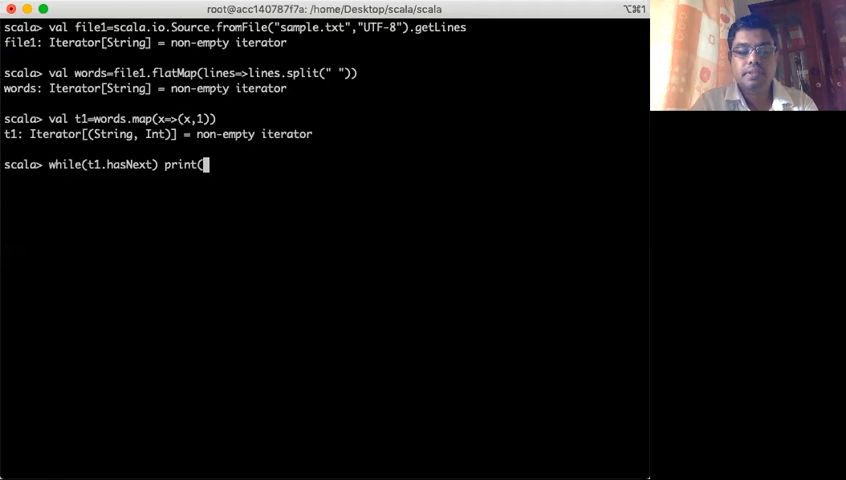 root@acc140787f7a: /home/Desktop/scala/scala
⌥⌘1
scala> val file1=scala.io.Source.fromFile("sample.txt","UTF-8").getLines
file1: Iterator[String] = non-empty iterator
scala> val words=file1.flatMap(lines=>lines.split(" "))
words: Iterator[String] = non-empty iterator
scala> val t1=words.map(x=>(x,1))
t1: Iterator[(String, Int)] = non-empty iterator
scala> while(t1.hasNext) print(